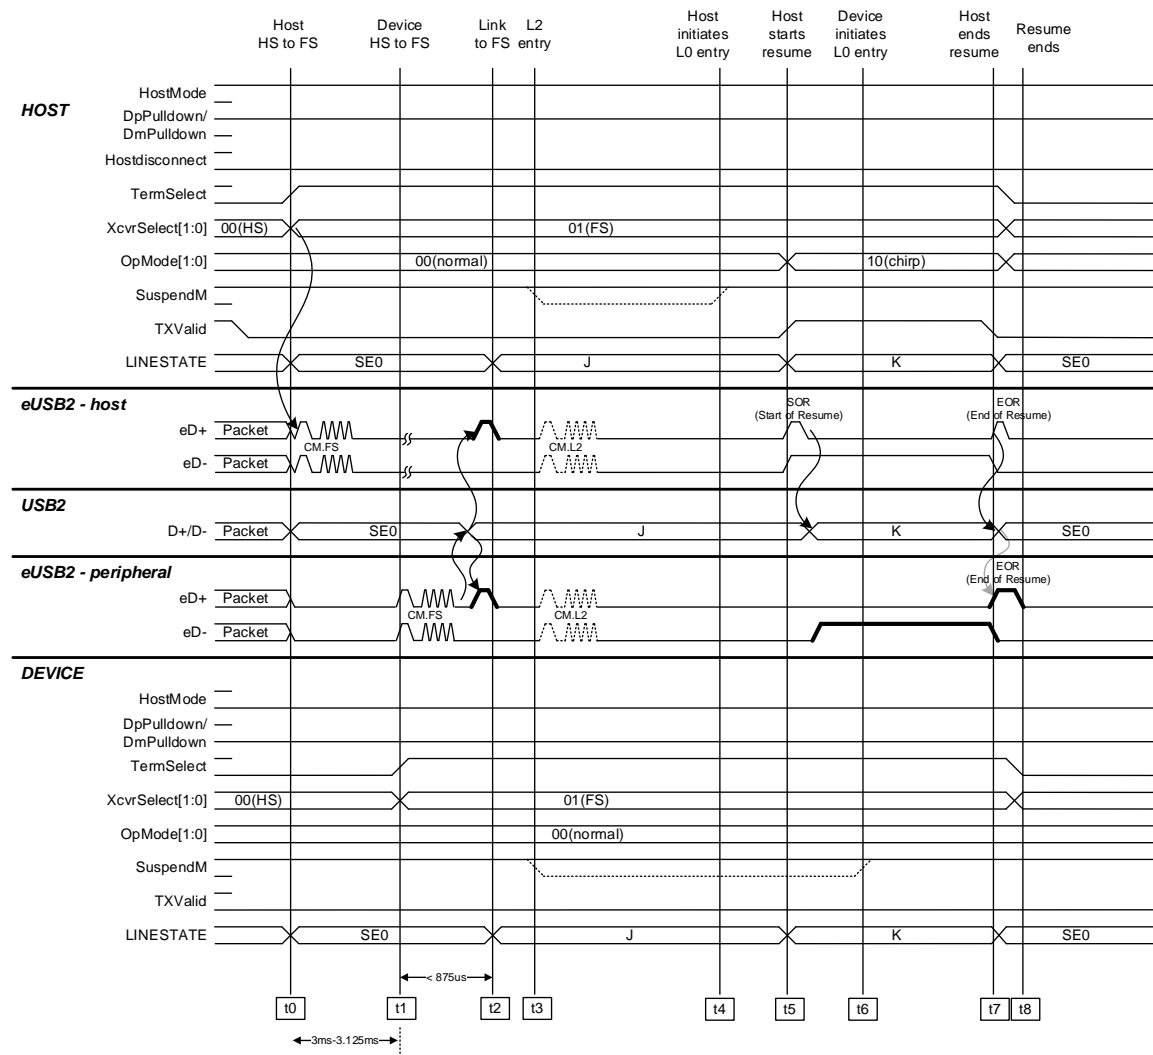 Host
HS to FS
Device
HS to FS
Link
to FS
L2
entry
Host
initiates
L0 entry
Host
starts
resume
Device
initiates
L0 entry
Host
ends
resume
Resume
ends
HOST
HostMode
DpPulldown/
DmPulldown
Hostdisconnect
TermSelect
XcvrSelect[1:0] 00(HS) 01(FS)
OpMode[1:0] 00(normal) 10(chirp)
SuspendM
TXValid
LINESTATE SE0 J K SE0
eUSB2 - host
SOR
(Start of Resume)
EOR
(End of Resume)
eD+ Packet
CM.FS CM.L2
eD- Packet
USB2
D+/D- Packet SE0 J K SE0
eUSB2 - peripheral
EOR
(End of Resume)
eD+ Packet
CM.FS CM.L2
eD- Packet
DEVICE
HostMode
DpPulldown/
DmPulldown
TermSelect
XcvrSelect[1:0] 00(HS) 01(FS)
OpMode[1:0] 00(normal)
SuspendM
TXValid
LINESTATE SE0 J K SE0
< 875us
t0 t1 t2 t3 t4 t5 t6 t7 t8
3ms-3.125ms